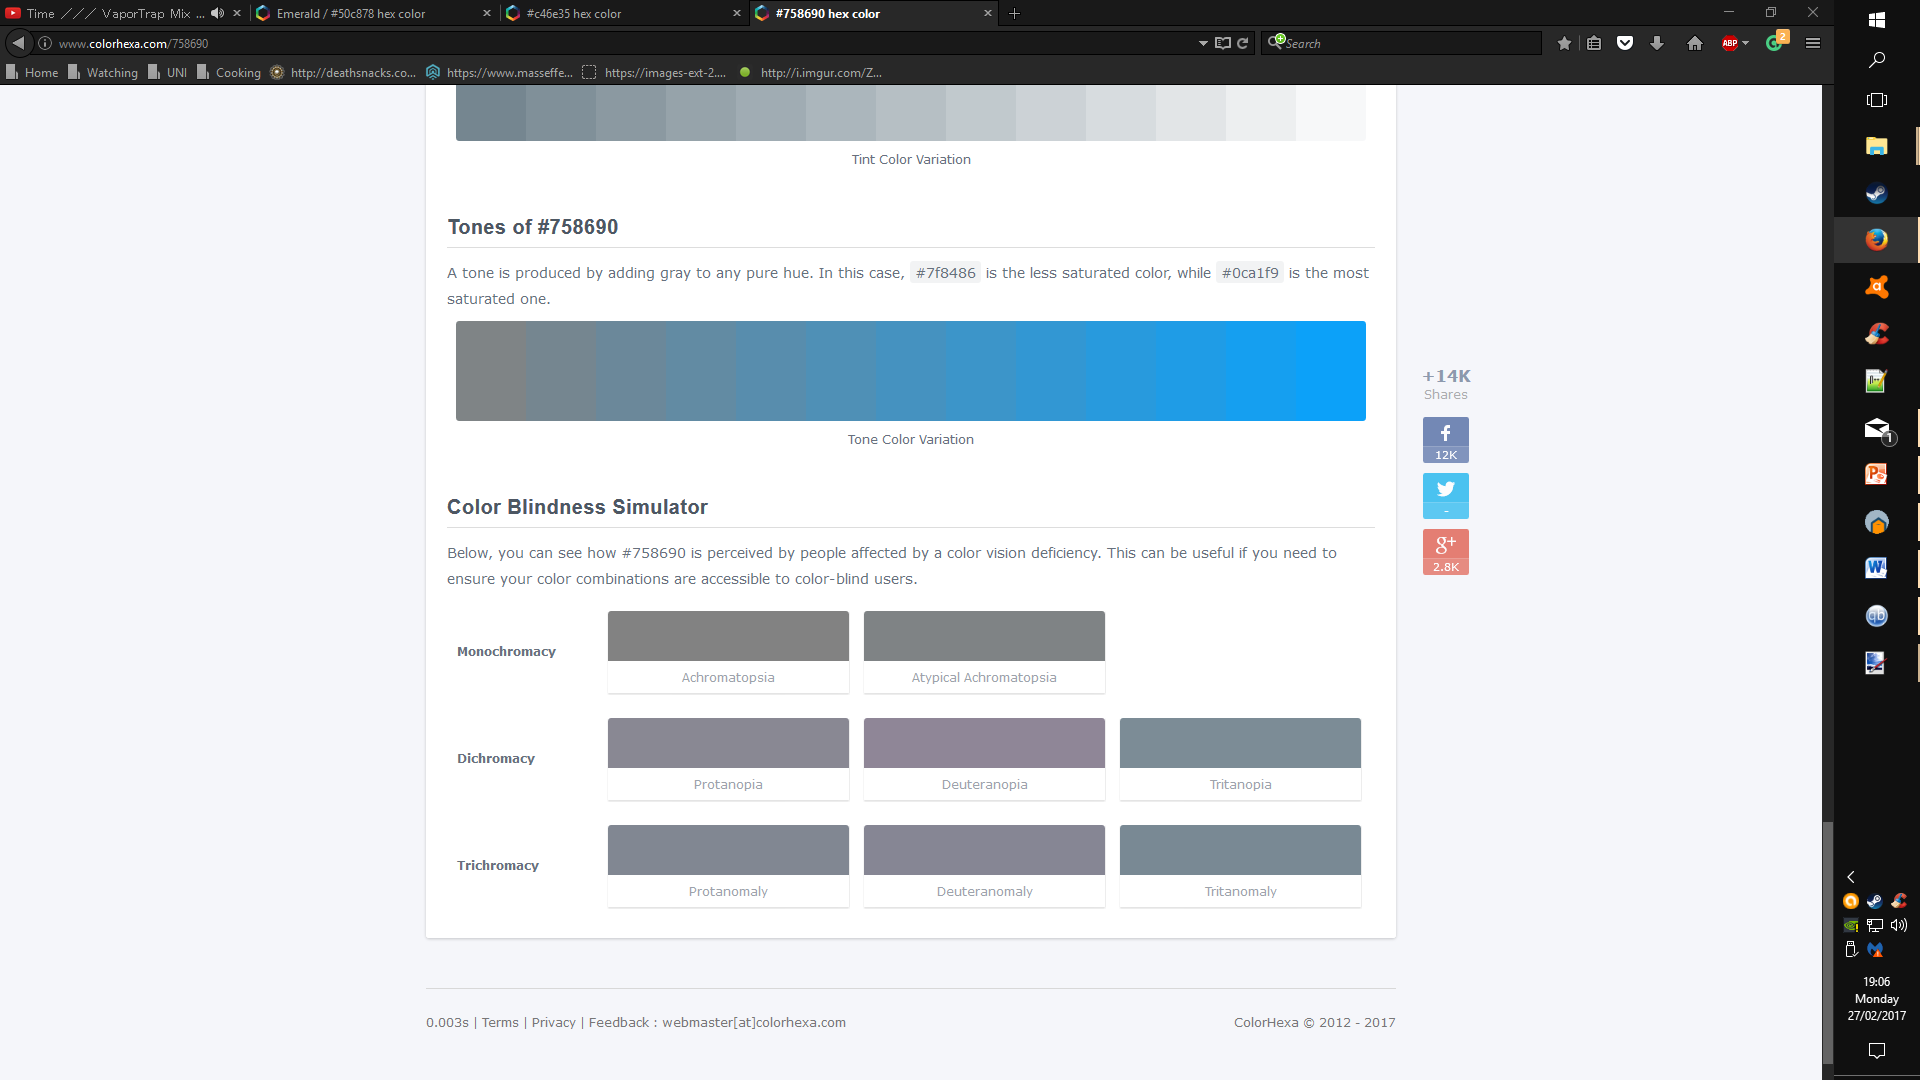 Time ／／／ VaporTrap Mix ...
Emerald / #50c878 hex color
#c46e35 hex color
#758690 hex color
www.colorhexa.com/758690
Search
ABP
2
Home
Watching
UNI
Cooking
http://deathsnacks.co...
https://www.masseffe...
https://images-ext-2....
http://i.imgur.com/Z...
Tint Color Variation
Tones of #758690
A tone is produced by adding gray to any pure hue. In this case, #7f8486 is the less saturated color, while #0ca1f9 is the most
saturated one.
Tone Color Variation
+14K
Shares
12K
-
g+
2.8K
Color Blindness Simulator
Below, you can see how #758690 is perceived by people affected by a color vision deficiency. This can be useful if you need to
ensure your color combinations are accessible to color-blind users.
Monochromacy
Achromatopsia
Atypical Achromatopsia
Dichromacy
Protanopia
Deuteranopia
Tritanopia
Trichromacy
Protanomaly
Deuteranomaly
Tritanomaly
0.003s | Terms | Privacy | Feedback : webmaster[at]colorhexa.com
ColorHexa © 2012 - 2017
1
qb
19:06
Monday
27/02/2017